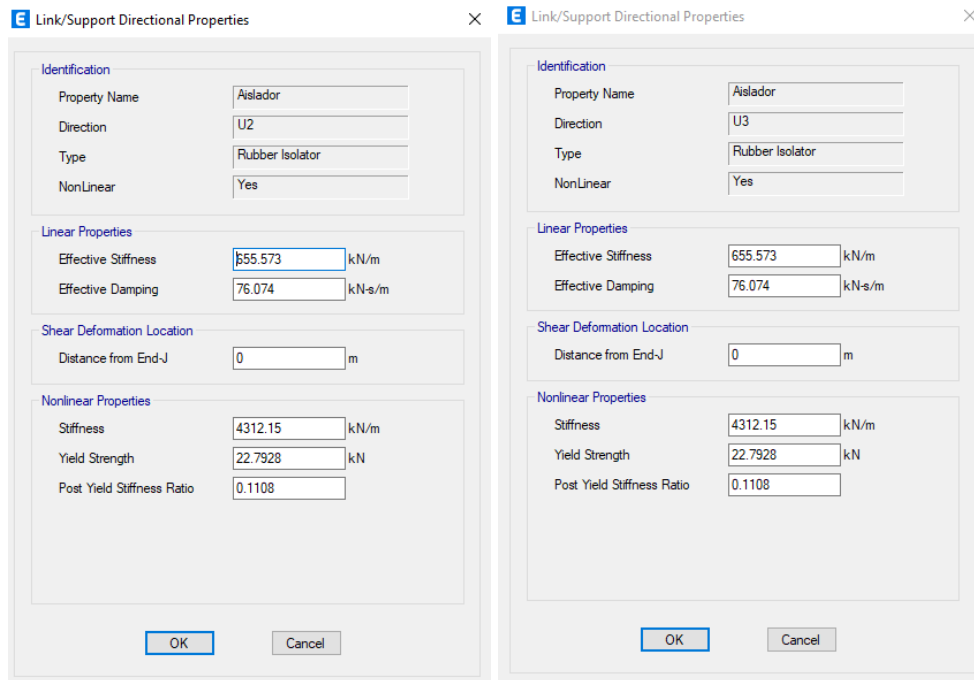 E Link/Support Directional Properties
Identification
Property Name Aislador
Direction U2
Type Rubber Isolator
NonLinear Yes
Linear Properties
Effective Stiffness 655.573 kN/m
Effective Damping 76.074 kN-s/m
Shear Deformation Location
Distance from End-J 0 m
Nonlinear Properties
Stiffness 4312.15 kN/m
Yield Strength 22.7928 kN
Post Yield Stiffness Ratio 0.1108
OK Cancel
E Link/Support Directional Properties
Identification
Property Name Aislador
Direction U3
Type Rubber Isolator
NonLinear Yes
Linear Properties
Effective Stiffness 655.573 kN/m
Effective Damping 76.074 kN-s/m
Shear Deformation Location
Distance from End-J 0 m
Nonlinear Properties
Stiffness 4312.15 kN/m
Yield Strength 22.7928 kN
Post Yield Stiffness Ratio 0.1108
OK Cancel